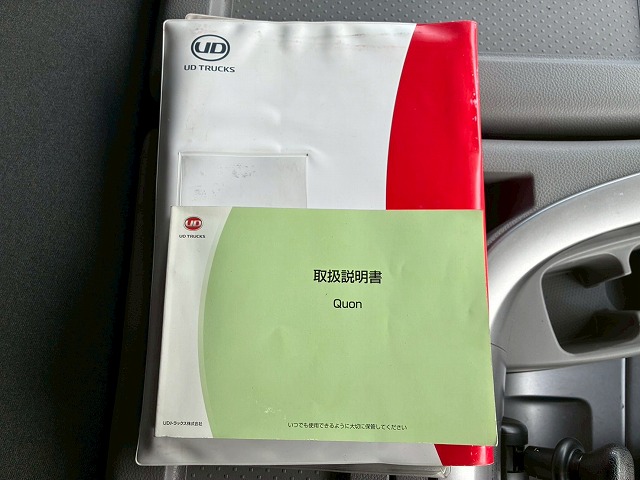 UD
UD TRUCKS
UD
UD TRUCKS
取扱説明書
Quon
UDトラックス株式会社
いつでも使用できるように大切に保管してください